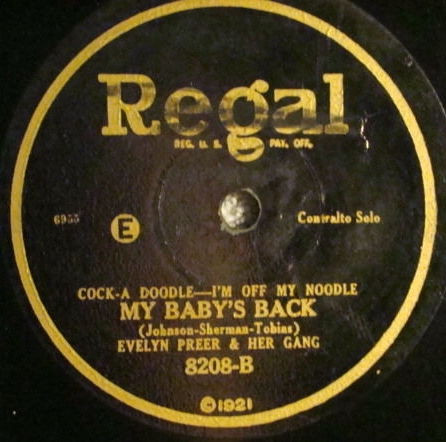 Regal
REG. U. S. PAT. OFF.
E
Contralto Solo
COCK-A DOODLE—I'M OFF MY NOODLE
MY BABY'S BACK
(Johnson-Sherman-Tobias)
EVELYN PREER & HER GANG
8208-B
©1921